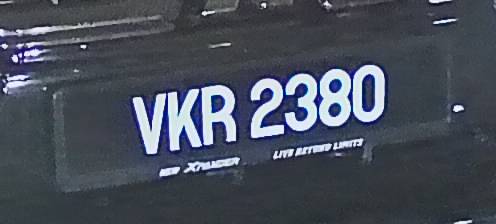 VKR 2380
NEW XPANDER LIVE BEYOND LIMITS